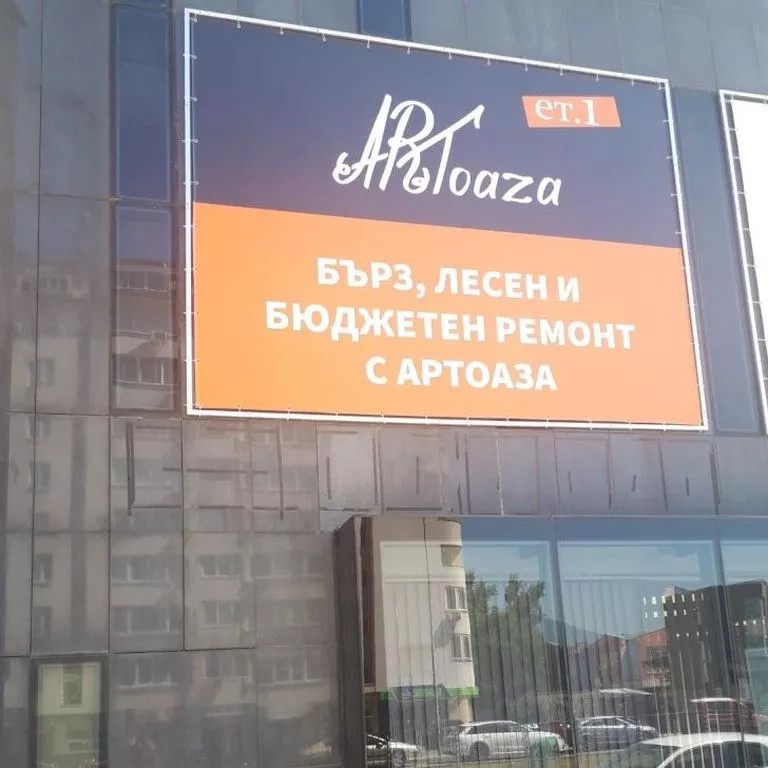 ет.1
ARToaza
БЪРЗ, ЛЕСЕН И
БЮДЖЕТЕН РЕМОНТ
С АРТОАЗА